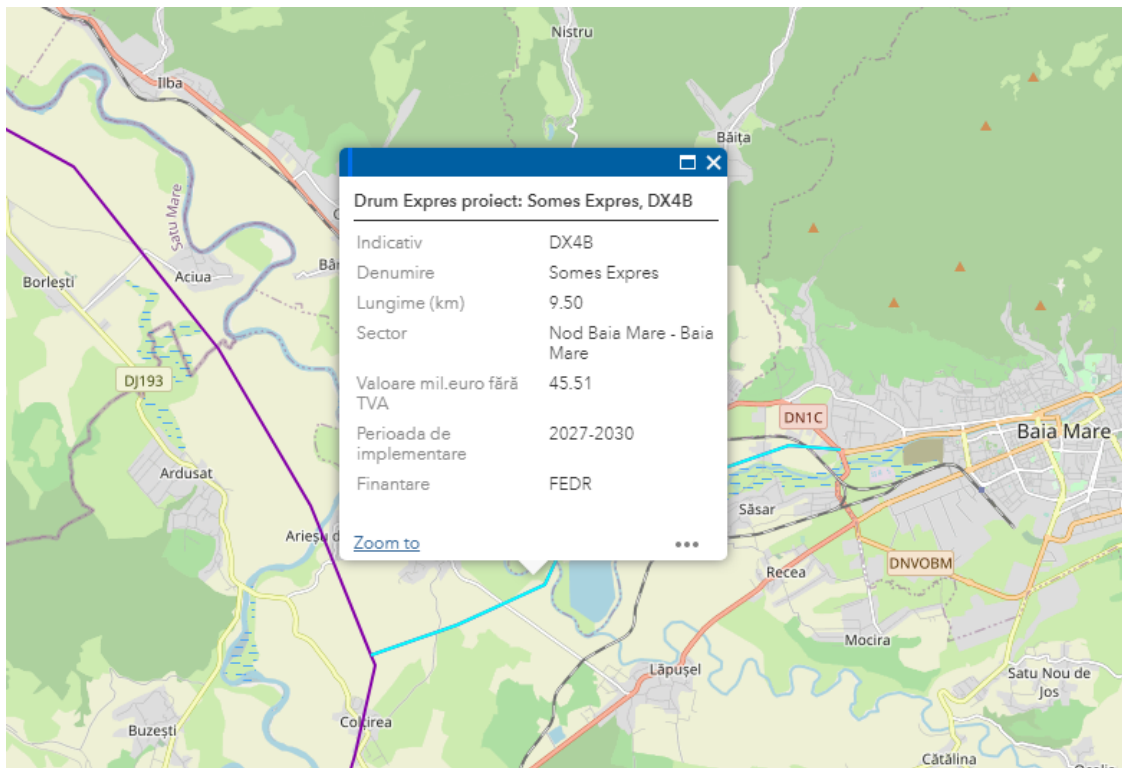 Nistru
Ilba
Băița
Satu Mare
Aciua
Borlești
DJ193
Ardusat
Drum Expres proiect: Somes Expres, DX4B
Indicativ DX4B
Denumire Somes Expres
Lungime (km) 9.50
Sector Nod Baia Mare - Baia
Mare
Valoare mil.euro fără 45.51
TVA
Perioada de 2027-2030
implementare
Finantare FEDR
Zoom to
DN1C
Baia Mare
Săsar
DNVOBM
Recea
Mocira
Lăpușel
Satu Nou de
Jos
Buzești
Colțirea
Cătălina